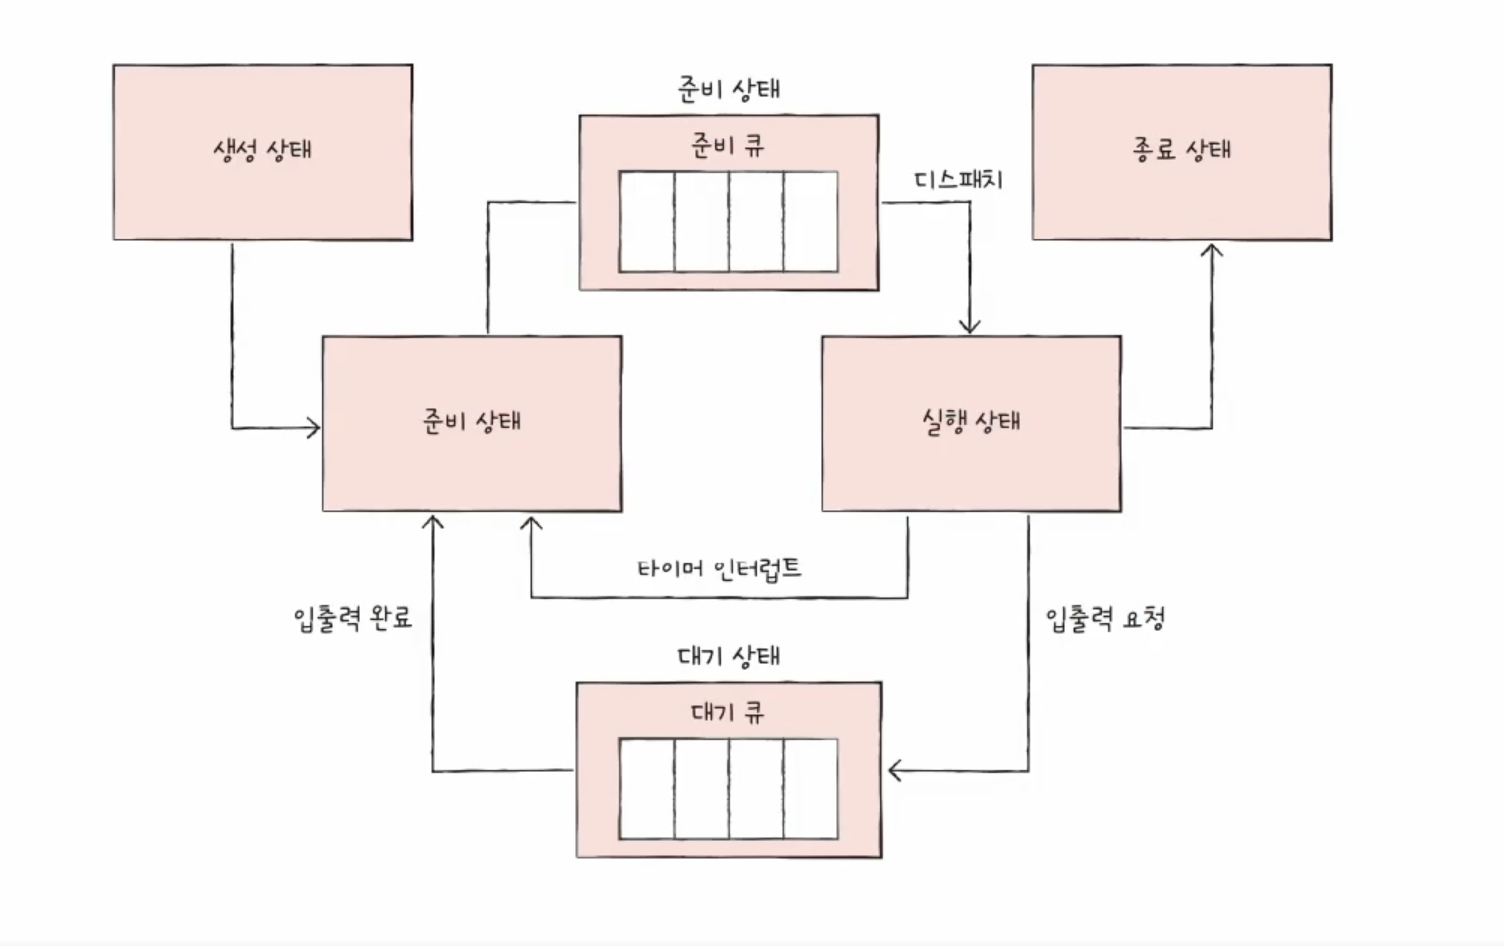 준비 상태
생성 상태
준비 큐
종료 상태
디스패치
준비 상태
실행 상태
타이머 인터럽트
입출력 완료
입출력 요청
대기 상태
대기 큐